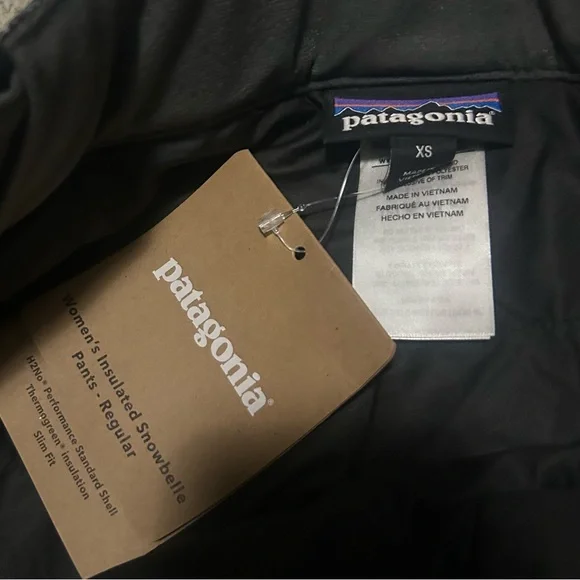 patagonia®
XS
MADE IN VIETNAM
FABRIQUÉ AU VIETNAM
HECHO EN VIETNAM
patagonia®
Women's Insulated Snowbelle
Pants - Regular
H2No® Performance Standard Shell
Thermogreen® insulation
Slim Fit